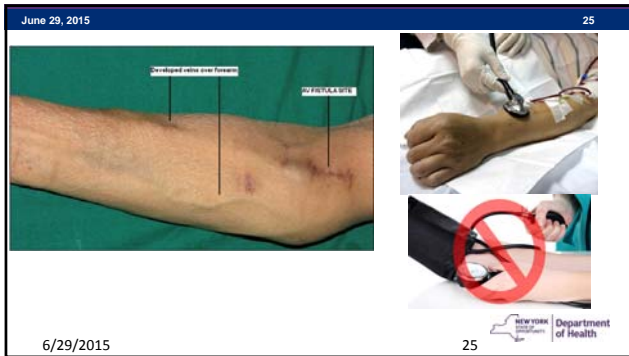 June 29, 2015 25
Developed veins over forearm
AV FISTULA SITE
6/29/2015 25
NEW YORK
STATE OF
OPPORTUNITY.
Department
of Health